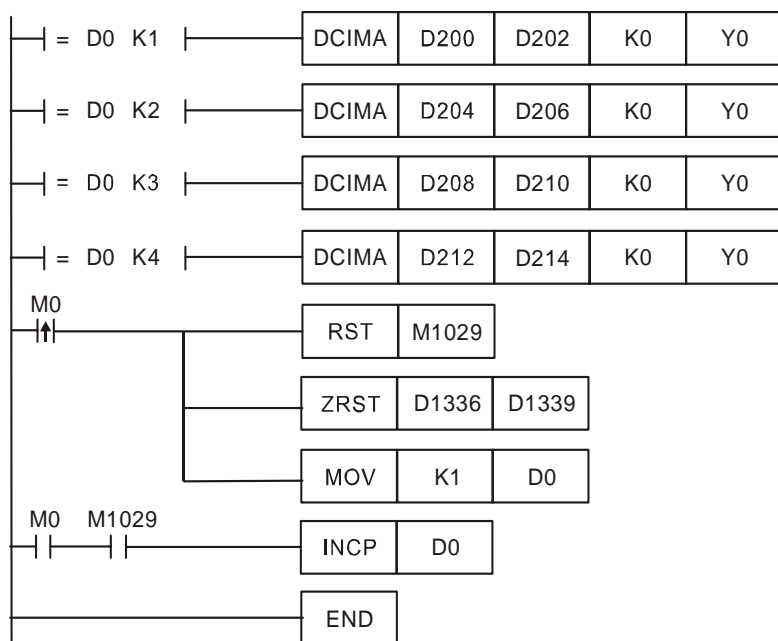 = D0 K1 DCIMA D200 D202 K0 Y0
= D0 K2 DCIMA D204 D206 K0 Y0
= D0 K3 DCIMA D208 D210 K0 Y0
= D0 K4 DCIMA D212 D214 K0 Y0
M0
RST M1029
ZRST D1336 D1339
MOV K1 D0
M0 M1029
INCP D0
END